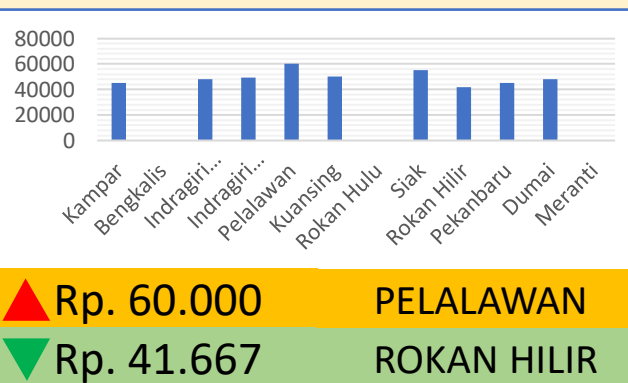 80000
60000
40000
20000
0
Kampar
Bengkalis
Indragiri...
Indragiri...
Pelalawan
Kuansing
Rokan Hulu
Siak
Rokan Hilir
Pekanbaru
Dumai
Meranti
Rp. 60.000 PELALAWAN
Rp. 41.667 ROKAN HILIR